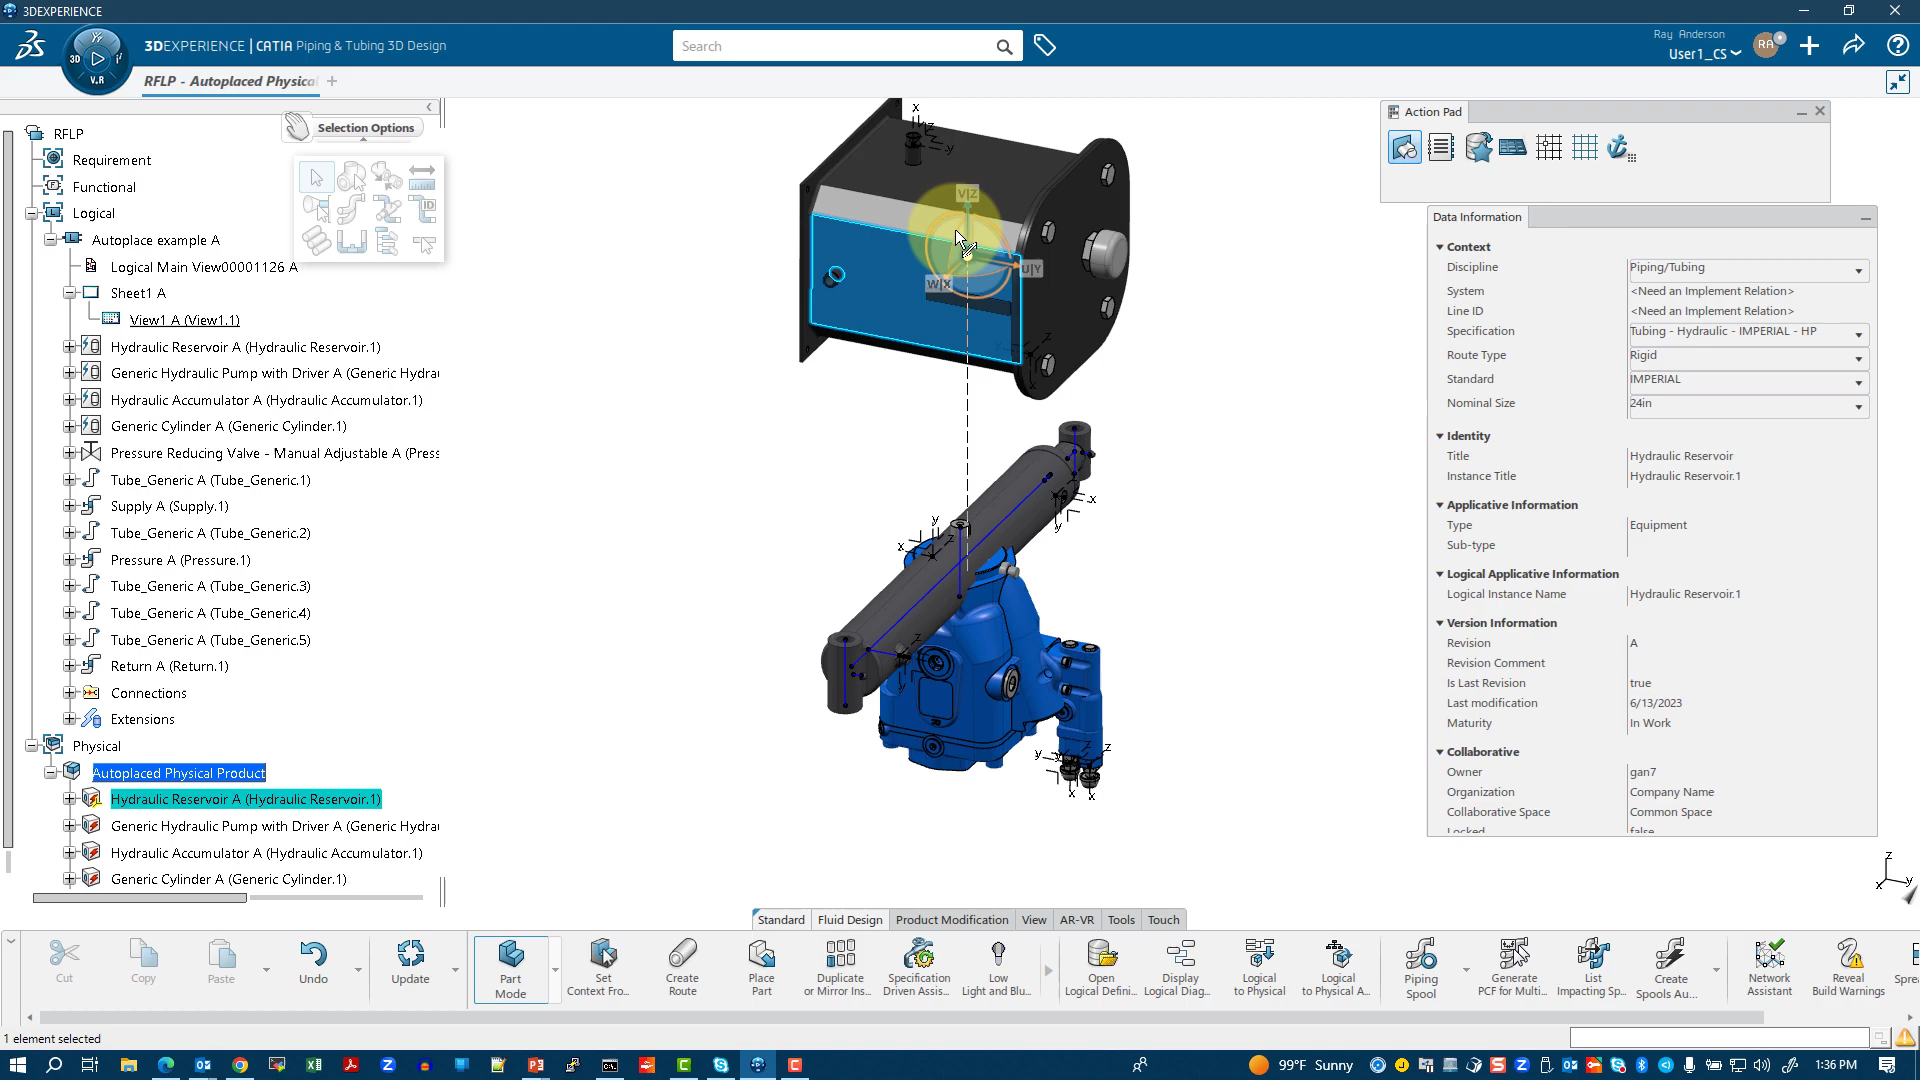 3DEXPERIENCE
3DEXPERIENCE | CATIA Piping & Tubing 3D Design
3D
V.R
Search
Ray Anderson
User1_CS
RA
RFLP - Autoplaced Physica
Selection Options
ID
RFLP
Requirement
Functional
Logical
Autoplace example A
Logical Main View00001126 A
Sheet1 A
View1 A (View1.1)
Hydraulic Reservoir A (Hydraulic Reservoir.1)
Generic Hydraulic Pump with Driver A (Generic Hydra
Hydraulic Accumulator A (Hydraulic Accumulator.1)
Generic Cylinder A (Generic Cylinder.1)
Pressure Reducing Valve - Manual Adjustable A (Pres
Tube_Generic A (Tube_Generic.1)
Supply A (Supply.1)
Tube_Generic A (Tube_Generic.2)
Pressure A (Pressure.1)
Tube_Generic A (Tube_Generic.3)
Tube_Generic A (Tube_Generic.4)
Tube_Generic A (Tube_Generic.5)
Return A (Return.1)
Connections
Extensions
Physical
Autoplaced Physical Product
Hydraulic Reservoir A (Hydraulic Reservoir.1)
Generic Hydraulic Pump with Driver A (Generic Hydra
Hydraulic Accumulator A (Hydraulic Accumulator.1)
Generic Cylinder A (Generic Cylinder.1)
V|Z
U|Y
W|X
Action Pad
Data Information
Context
Discipline Piping/Tubing
System <Need an Implement Relation>
Line ID <Need an Implement Relation>
Specification Tubing - Hydraulic - IMPERIAL - HP
Route Type Rigid
Standard IMPERIAL
Nominal Size 24in
Identity
Title Hydraulic Reservoir
Instance Title Hydraulic Reservoir.1
Applicative Information
Type Equipment
Sub-type
Logical Applicative Information
Logical Instance Name Hydraulic Reservoir.1
Version Information
Revision A
Revision Comment
Is Last Revision true
Last modification 6/13/2023
Maturity In Work
Collaborative
Owner gan7
Organization Company Name
Collaborative Space Common Space
Locked false
Standard Fluid Design Product Modification View AR-VR Tools Touch
Cut
Copy
Paste
Undo
Update
Part Mode
Set Context Fro...
Create Route
Place Part
Duplicate or Mirror Ins...
Specification Driven Assis...
Low Light and Blu...
Open Logical Defini...
Display Logical Diag...
Logical to Physical
Logical to Physical A...
Piping Spool
Generate PCF for Multi...
List Impacting Sp...
Create Spools Au...
Network Assistant
Reveal Build Warnings
Spre
1 element selected
99°F Sunny
1:36 PM